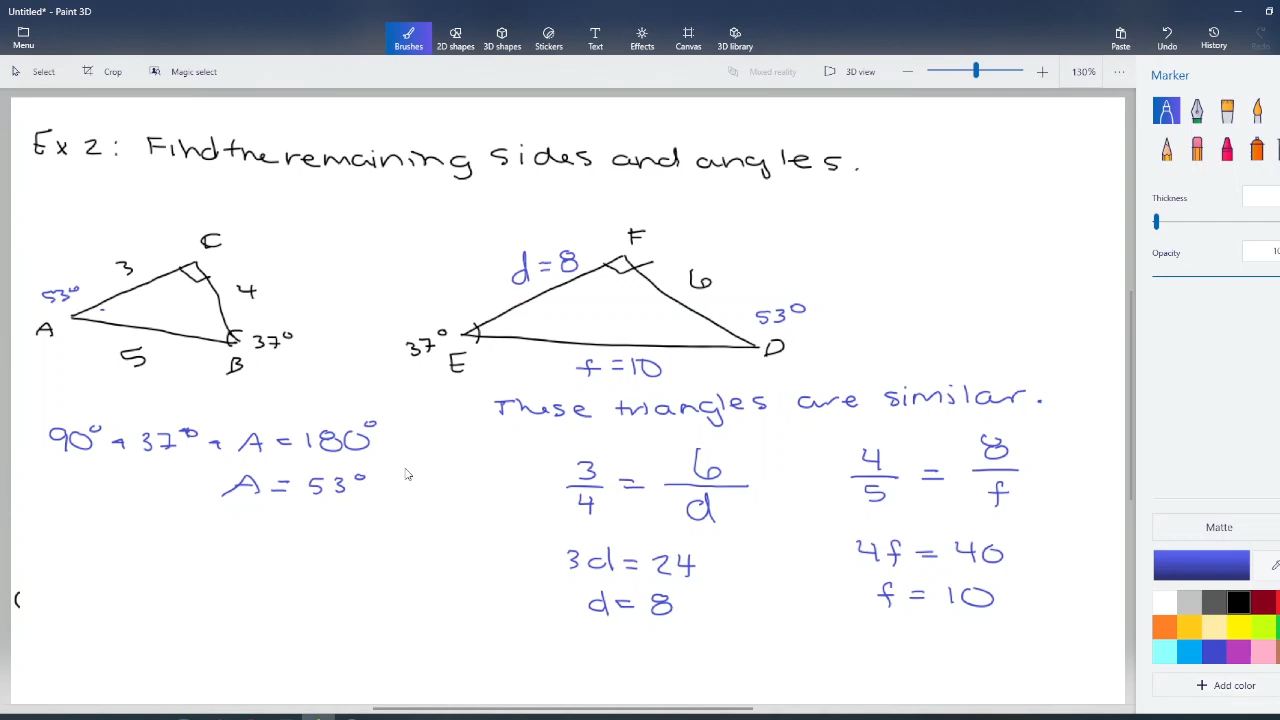 Untitled* - Paint 3D
Menu
Brushes
2D shapes
3D shapes
Stickers
Text
Effects
Canvas
3D library
Paste
Undo
History
Redo
Select
Crop
Magic select
Mixed reality
3D view
130%
Marker
Thickness
Opacity
Matte
Add color
Ex 2: Find the remaining sides and angles.
C
3
4
53°
A
5
37°
B
F
d = 8
6
53°
37°
E
D
f = 10
These triangles are similar.
90° + 37° + A = 180°
A = 53°
3/4 = 6/d
3d = 24
d = 8
4/5 = 8/f
4f = 40
f = 10